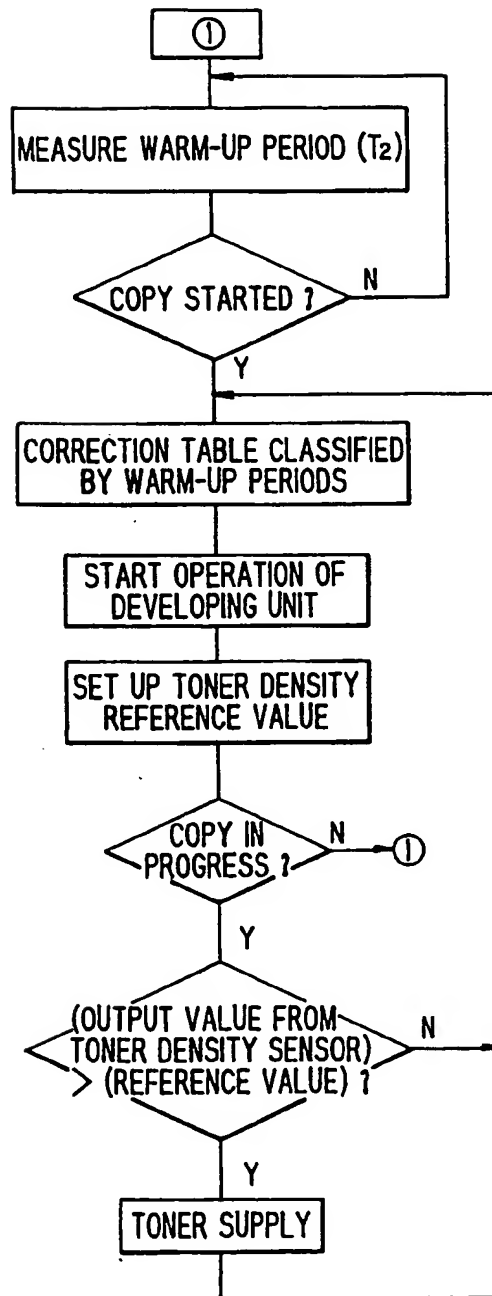 ①
MEASURE WARM-UP PERIOD (T2)
COPY STARTED ?
N
Y
CORRECTION TABLE CLASSIFIED
BY WARM-UP PERIODS
START OPERATION OF
DEVELOPING UNIT
SET UP TONER DENSITY
REFERENCE VALUE
COPY IN
PROGRESS ?
N
①
Y
(OUTPUT VALUE FROM
TONER DENSITY SENSOR)
> (REFERENCE VALUE) ?
N
Y
TONER SUPPLY